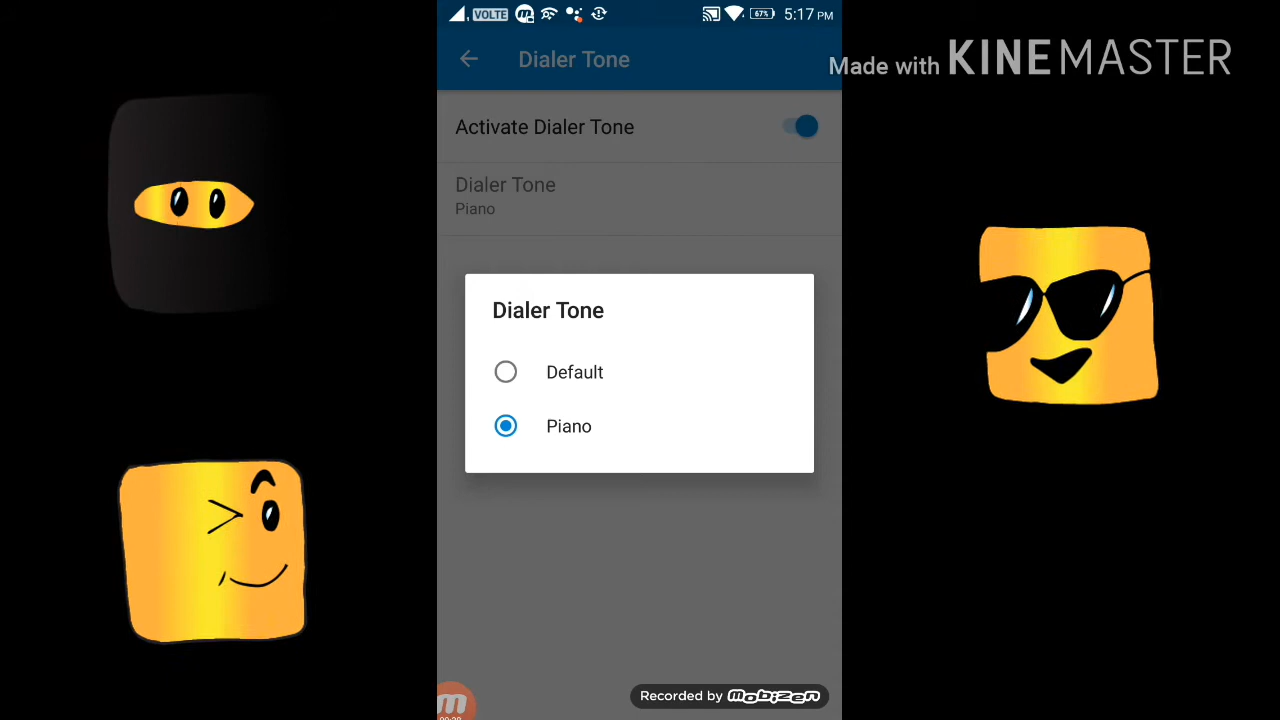 VOLTE
67%
5:17 PM
Dialer Tone
Made with KINEMASTER
Activate Dialer Tone
Dialer Tone
Piano
Dialer Tone
Default
Piano
Recorded by mobizen